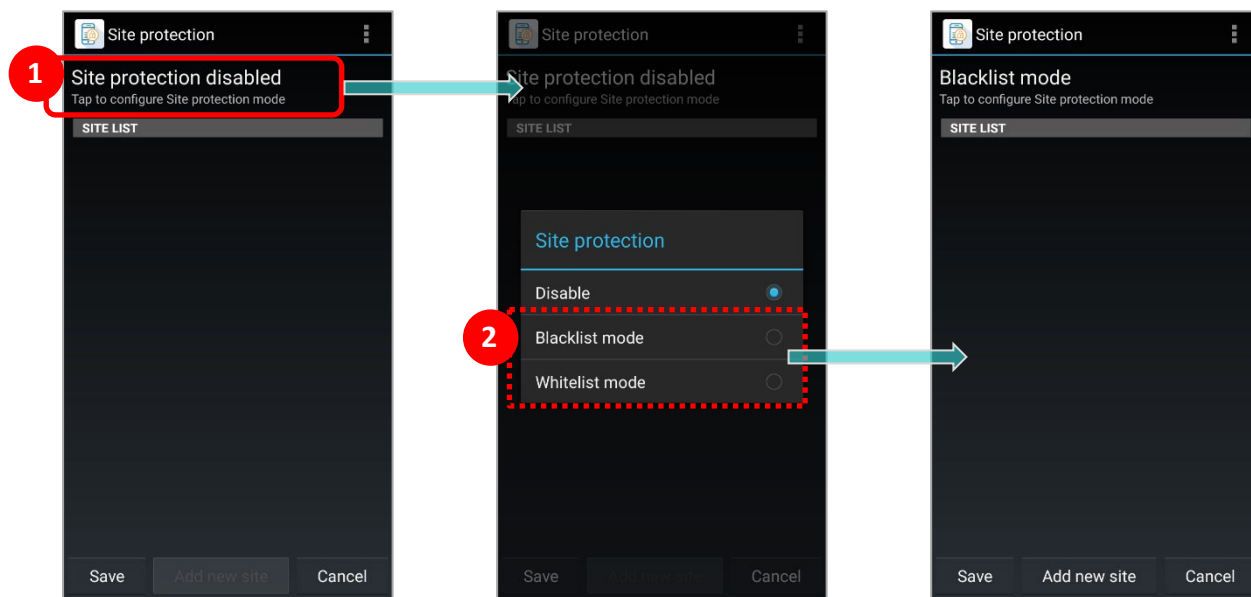 Site protection
1
Site protection disabled
Tap to configure Site protection mode
SITE LIST
Save
Add new site
Cancel
Site protection
Site protection disabled
Tap to configure Site protection mode
SITE LIST
Site protection
Disable
2
Blacklist mode
Whitelist mode
Save
Add new site
Cancel
Site protection
Blacklist mode
Tap to configure Site protection mode
SITE LIST
Save
Add new site
Cancel